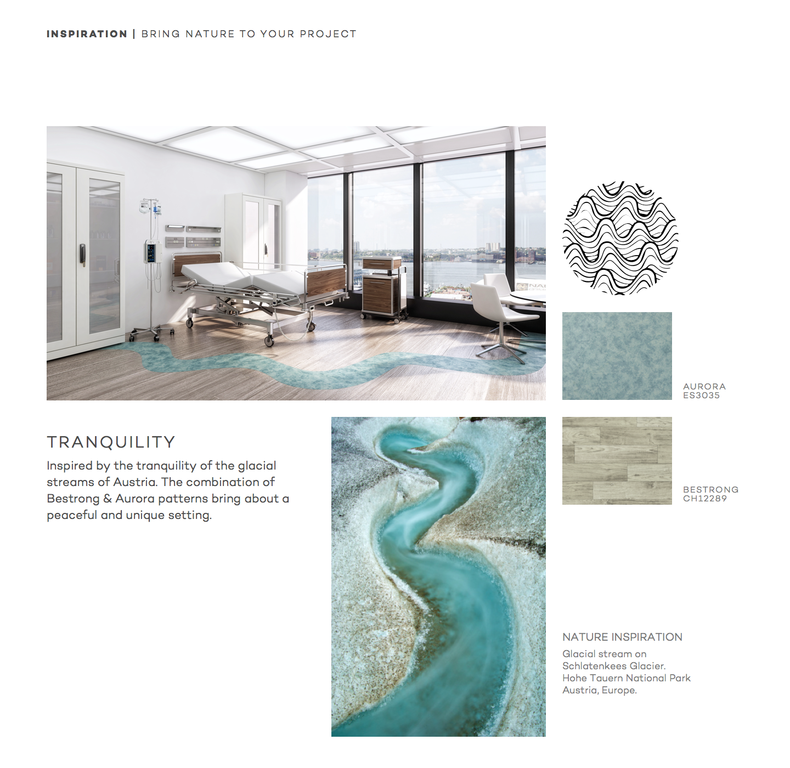 INSPIRATION | BRING NATURE TO YOUR PROJECT
AURORA
ES3035
TRANQUILITY
Inspired by the tranquility of the glacial
streams of Austria. The combination of
Bestrong & Aurora patterns bring about a
peaceful and unique setting.
BESTRONG
CH12289
NATURE INSPIRATION
Glacial stream on
Schlatenkees Glacier.
Hohe Tauern National Park
Austria, Europe.